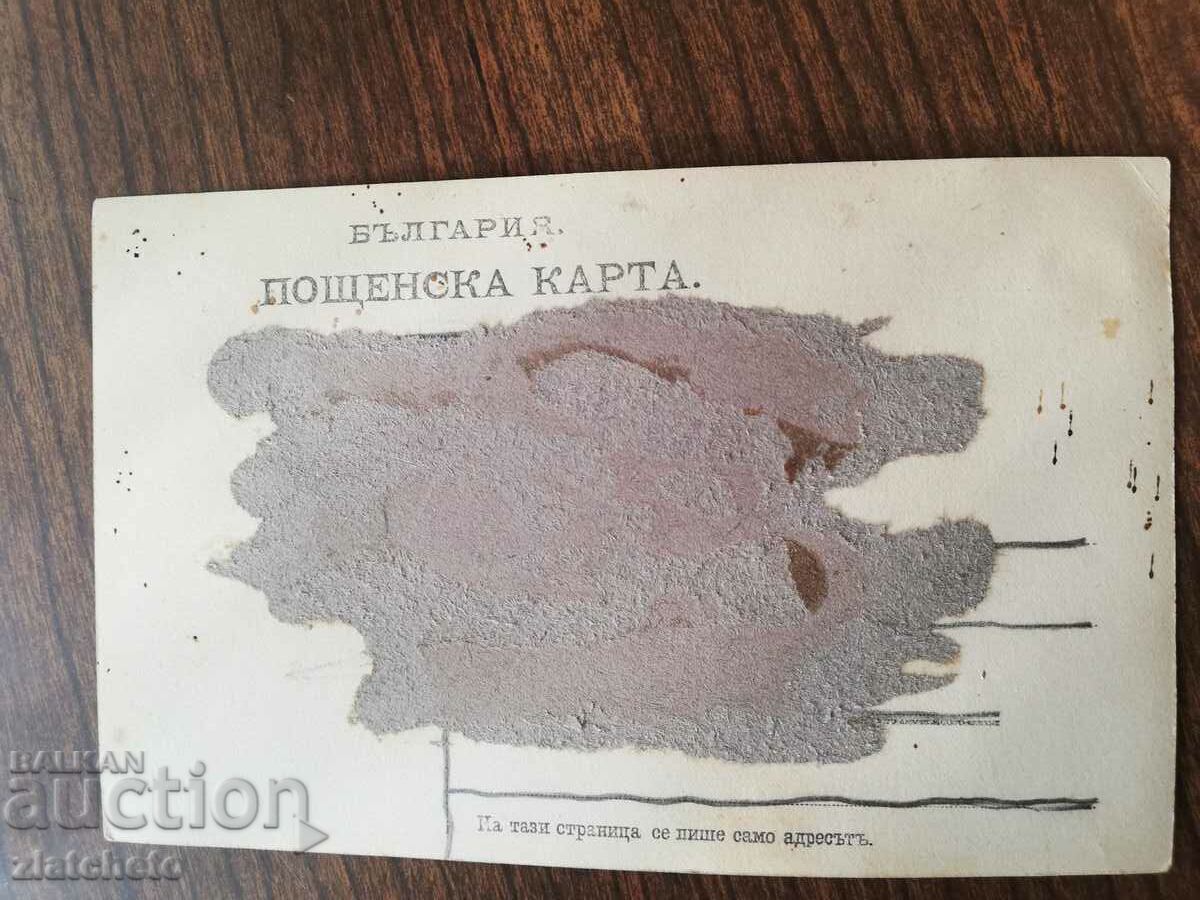 БЪЛГАРИЯ.
ПОЩЕНСКА КАРТА.
На тази страница се пише само адресътъ.
BALKAN
auction
zlatcheto